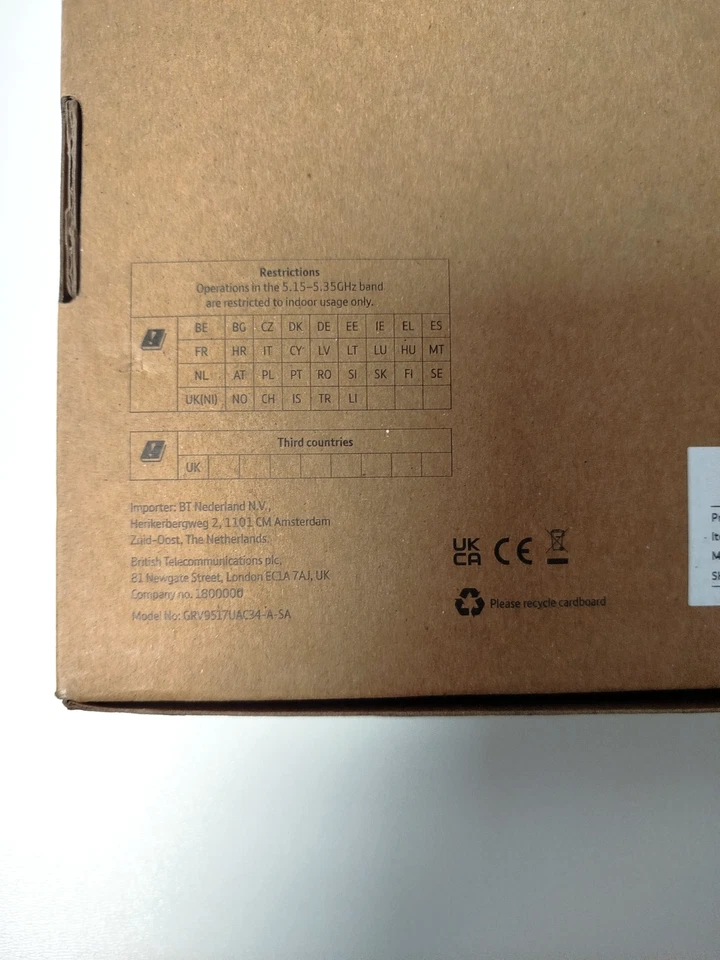 Restrictions
Operations in the 5.15–5.35GHz band
are restricted to indoor usage only.
BE BG CZ DK DE EE IE EL ES
FR HR IT CY LV LT LU HU MT
NL AT PL PT RO SI SK FI SE
UK(NI) NO CH IS TR LI
Third countries
UK
Importer: BT Nederland N.V.,
Herikerbergweg 2, 1101 CM Amsterdam
Zuid-Oost, The Netherlands.
British Telecommunications plc,
81 Newgate Street, London EC1A 7AJ, UK
Company no. 1800000
Model No: GRV9517UAC34-A-SA
UK
CA CE
Please recycle cardboard